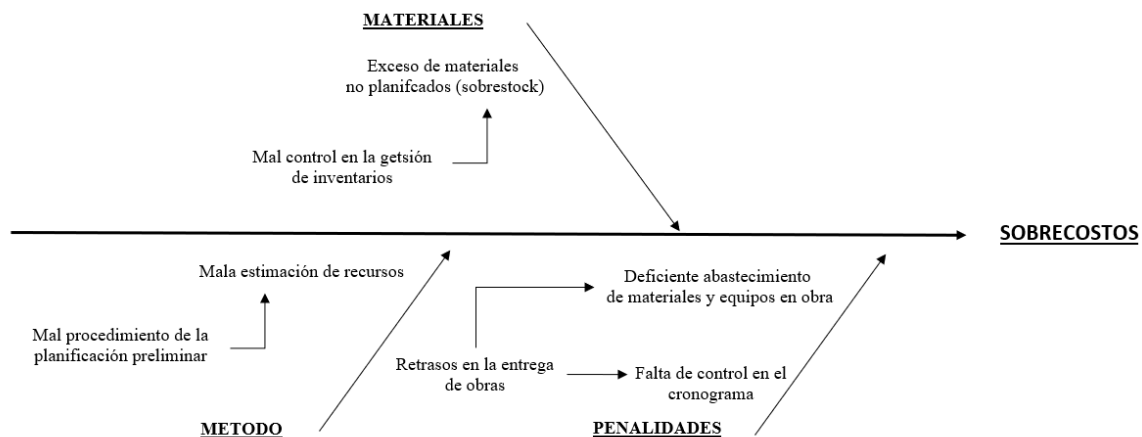 MATERIALES
Exceso de materiales
no planifcados (sobrestock)
Mal control en la getsión
de inventarios
SOBRECOSTOS
Mala estimación de recursos
Mal procedimiento de la
planificación preliminar
METODO
Deficiente abastecimiento
de materiales y equipos en obra
Retrasos en la entrega
de obras
Falta de control en el
cronograma
PENALIDADES